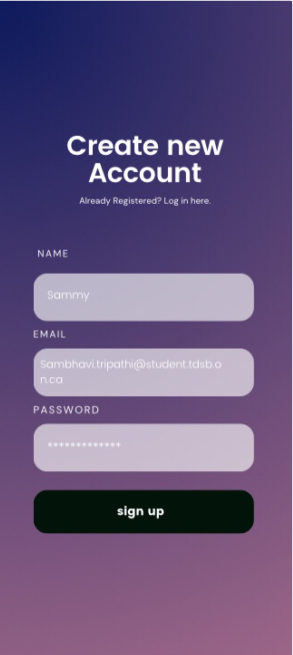 Create new
Account
Already Registered? Log in here.
NAME
Sammy
EMAIL
Sambhavi.tripathi@student.tdsb.o
n.ca
PASSWORD
*************
sign up